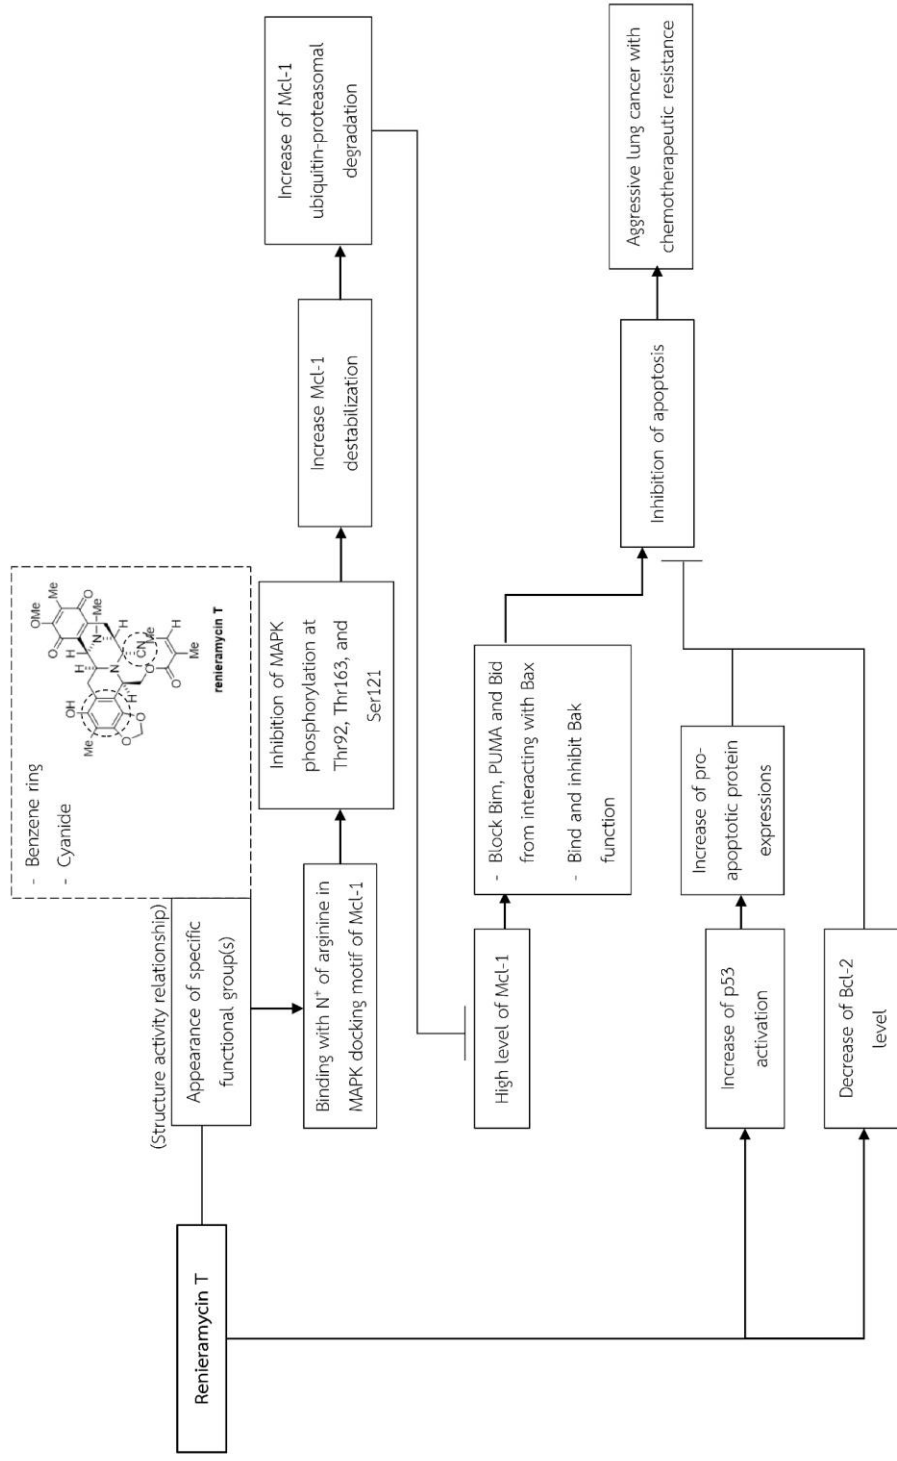 Renieramycin T
(Structure activity relationship)
Appearance of specific
functional group(s)
- Benzene ring
- Cyanide
OMe
Me
O
O
N
Me
H
H
OH
Me
N
CN
Me
H
H
O
O
O
O
Me
renieramycin T
Binding with N⁺ of arginine in
MAPK docking motif of Mcl-1
Inhibition of MAPK
phosphorylation at
Thr92, Thr163, and
Ser121
Increase Mcl-1
destabilization
Increase of Mcl-1
ubiquitin-proteasomal
degradation
High level of Mcl-1
- Block Bim, PUMA and Bid
from interacting with Bax
- Bind and inhibit Bak
function
Inhibition of apoptosis
Aggressive lung cancer with
chemotherapeutic resistance
Increase of p53
activation
Increase of pro-
apoptotic protein
expressions
Decrease of Bcl-2
level